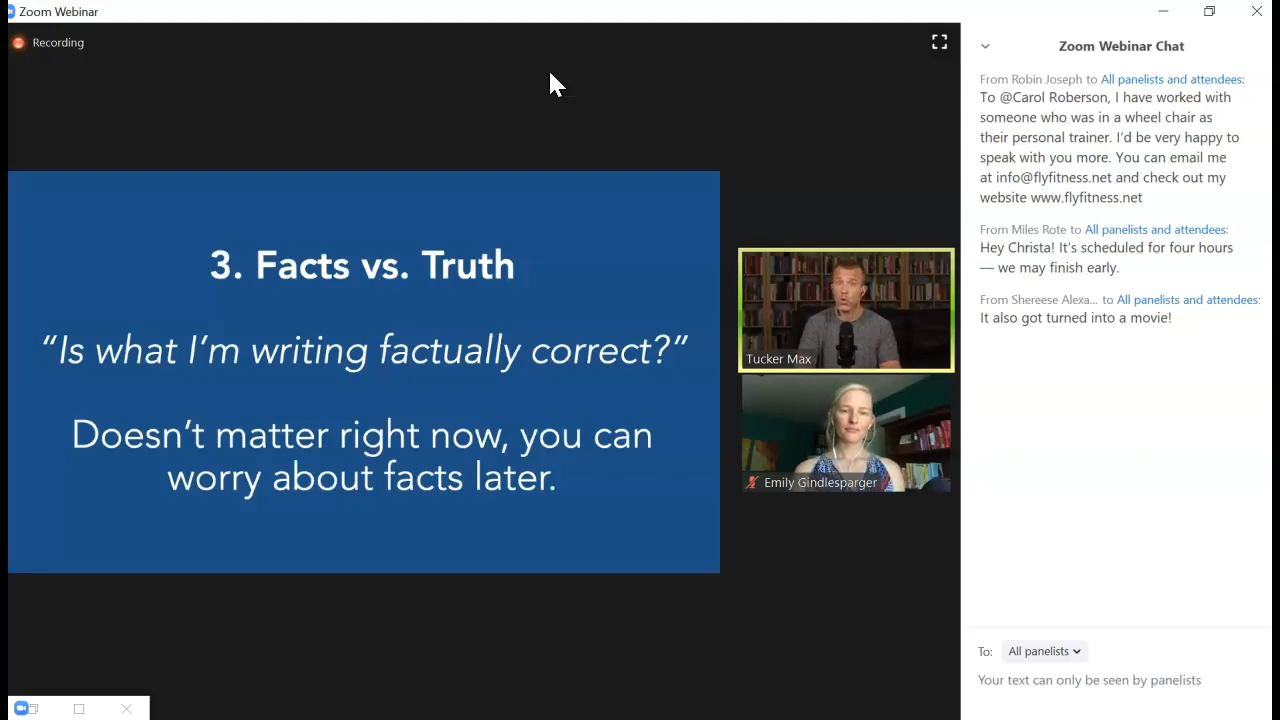 Zoom Webinar
Recording
3. Facts vs. Truth
“Is what I’m writing factually correct?”
Doesn’t matter right now, you can
worry about facts later.
Tucker Max
Emily Gindlesparger
Zoom Webinar Chat
From Robin Joseph to All panelists and attendees:
To @Carol Roberson, I have worked with
someone who was in a wheel chair as
their personal trainer. I’d be very happy to
speak with you more. You can email me
at info@flyfitness.net and check out my
website www.flyfitness.net
From Miles Rote to All panelists and attendees:
Hey Christa! It’s scheduled for four hours
— we may finish early.
From Shereese Alexa... to All panelists and attendees:
It also got turned into a movie!
To: All panelists
Your text can only be seen by panelists